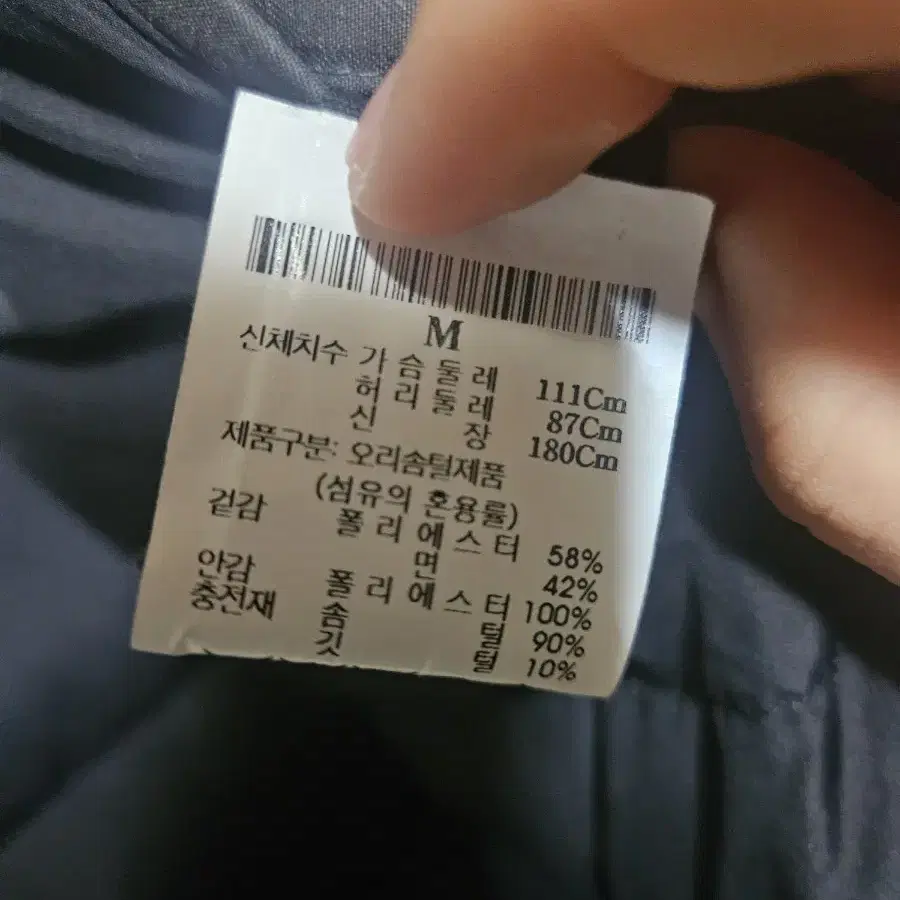 M
신체치수 가슴둘레 111Cm
허리둘레 87Cm
신장 180Cm
제품구분: 오리솜털제품
(섬유의 혼용률)
겉감 폴리에스터 58%
면 42%
안감 폴리에스터 100%
충전재 솜털 90%
깃털 10%